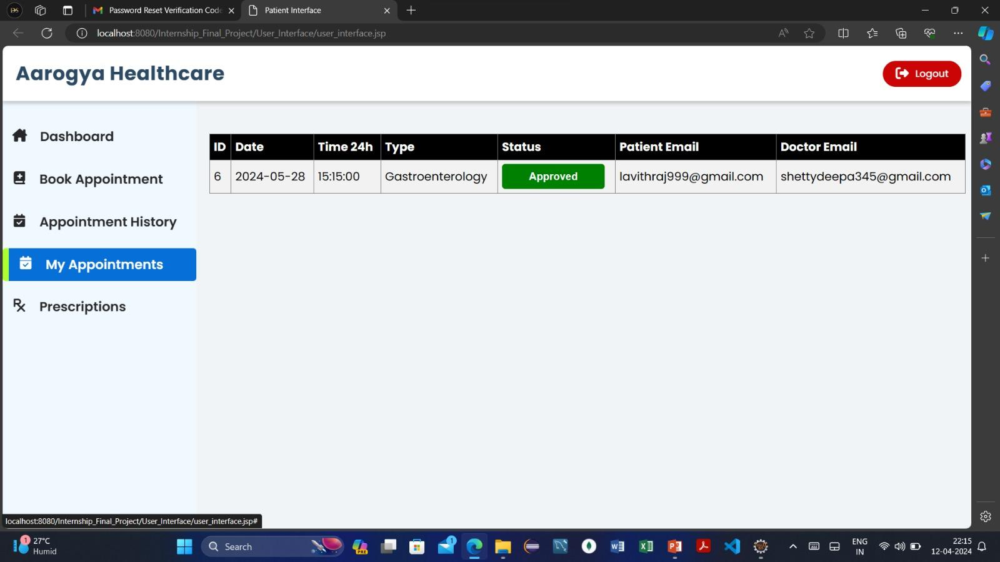 Password Reset Verification Code
Patient Interface
localhost:8080/Internship_Final_Project/User_Interface/user_interface.jsp
Aarogya Healthcare
Logout
Dashboard
Book Appointment
Appointment History
My Appointments
Prescriptions
ID Date Time 24h Type Status Patient Email Doctor Email
6 2024-05-28 15:15:00 Gastroenterology Approved lavithraj999@gmail.com shettydeepa345@gmail.com
localhost:8080/Internship_Final_Project/User_Interface/user_interface.jsp#
1
27°C
Humid
Search
PRE
1
ENG
IN
22:15
12-04-2024